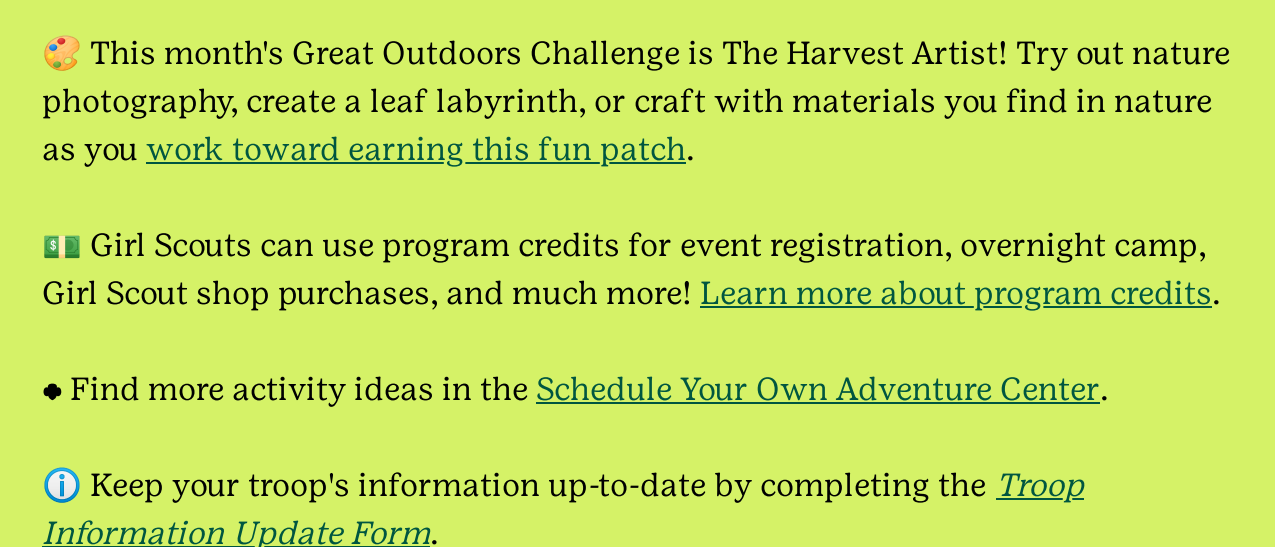 🎨 This month's Great Outdoors Challenge is The Harvest Artist! Try out nature
photography, create a leaf labyrinth, or craft with materials you find in nature
as you work toward earning this fun patch.
💵 Girl Scouts can use program credits for event registration, overnight camp,
Girl Scout shop purchases, and much more! Learn more about program credits.
♣ Find more activity ideas in the Schedule Your Own Adventure Center.
ℹ️ Keep your troop's information up-to-date by completing the Troop
Information Update Form.